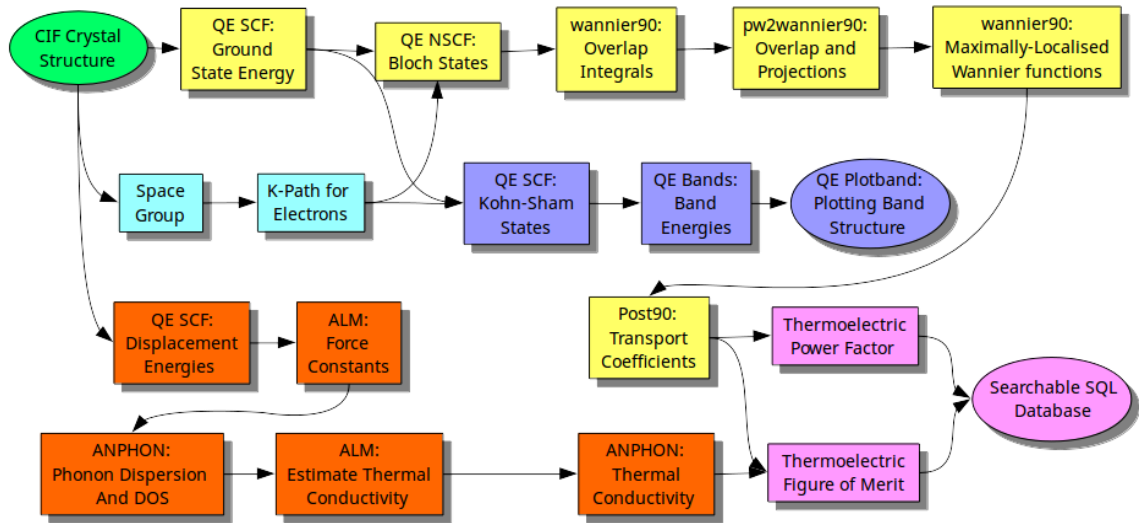 CIF Crystal
Structure
QE SCF:
Ground
State Energy
QE NSCF:
Bloch States
wannier90:
Overlap
Integrals
pw2wannier90:
Overlap and
Projections
wannier90:
Maximally-Localised
Wannier functions
Space
Group
K-Path for
Electrons
QE SCF:
Kohn-Sham
States
QE Bands:
Band
Energies
QE Plotband:
Plotting Band
Structure
QE SCF:
Displacement
Energies
ALM:
Force
Constants
Post90:
Transport
Coefficients
Thermoelectric
Power Factor
Searchable SQL
Database
ANPHON:
Phonon Dispersion
And DOS
ALM:
Estimate Thermal
Conductivity
ANPHON:
Thermal
Conductivity
Thermoelectric
Figure of Merit